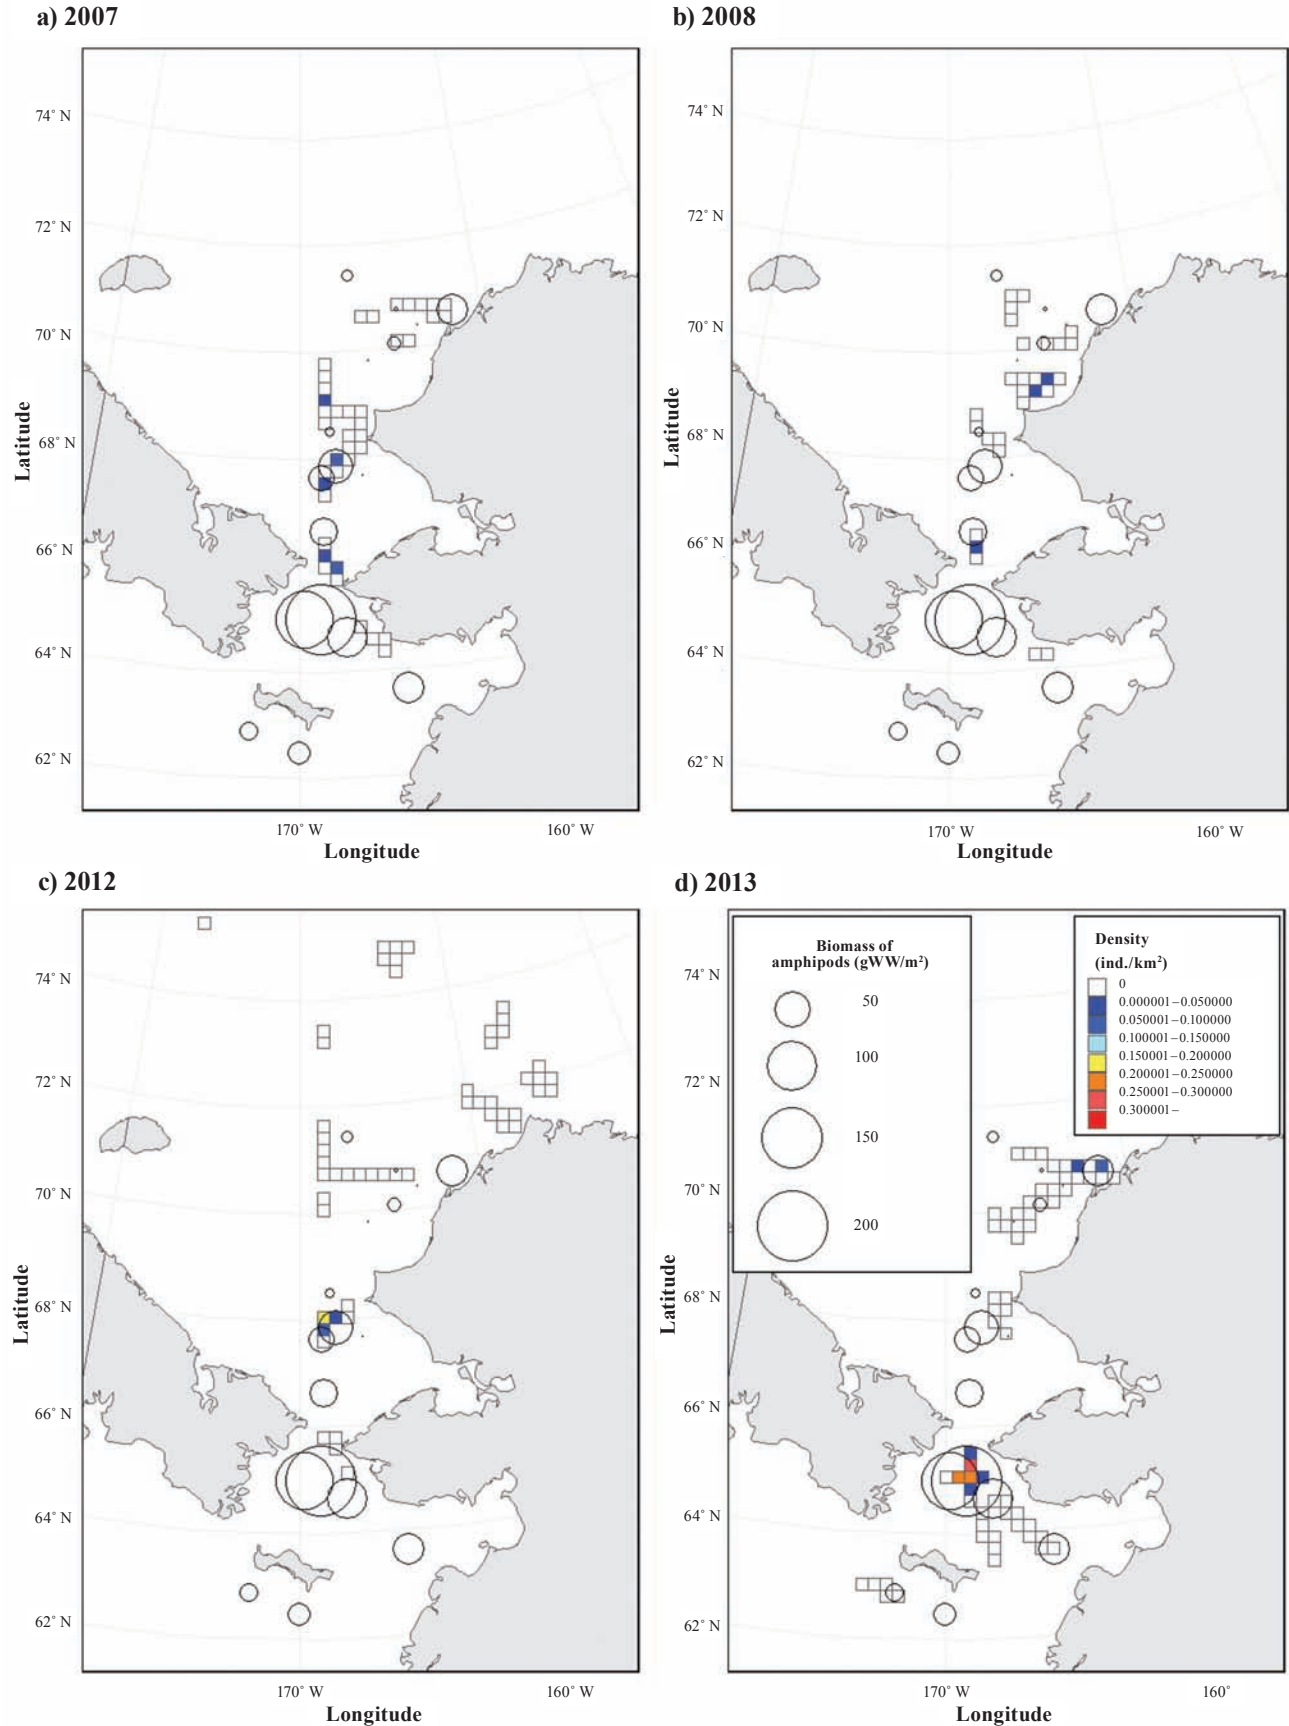 a) 2007
b) 2008
74° N
72° N
70° N
68° N
66° N
64° N
62° N
Latitude
170° W
160° W
Longitude
74° N
72° N
70° N
68° N
66° N
64° N
62° N
Latitude
170° W
160° W
Longitude
c) 2012
d) 2013
74° N
72° N
70° N
68° N
66° N
64° N
62° N
Latitude
170° W
160° W
Longitude
74° N
72° N
70° N
68° N
66° N
64° N
62° N
Latitude
Biomass of
amphipods (gWW/m²)
50
100
150
200
Density
(ind./km²)
0
0.000001–0.050000
0.050001–0.100000
0.100001–0.150000
0.150001–0.200000
0.200001–0.250000
0.250001–0.300000
0.300001–
170° W
160°
Longitude